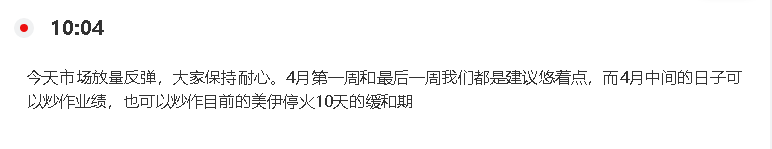 10:04
今天市场放量反弹，大家保持耐心。4月第一周和最后一周我们都是建议悠着点，而4月中间的日子可
以炒作业绩，也可以炒作目前的美伊停火10天的缓和期